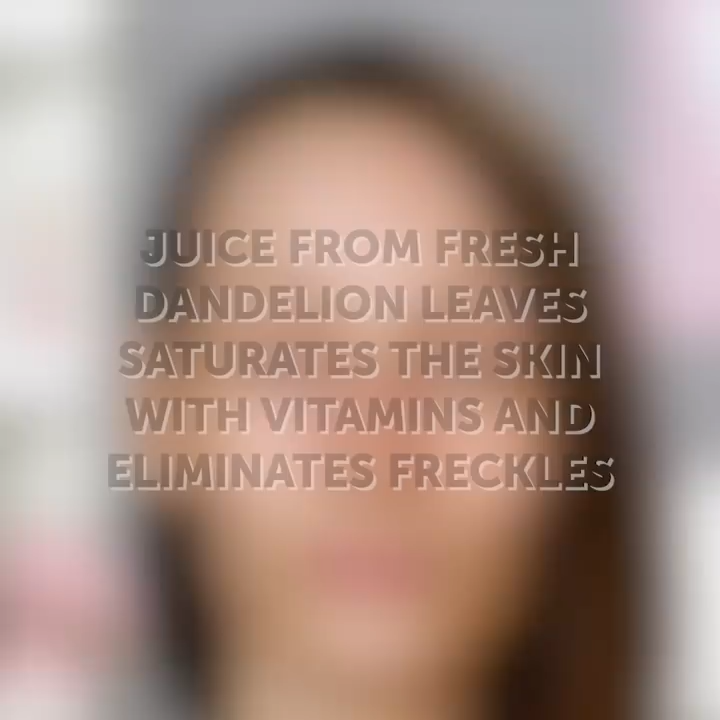 JUICE FROM FRESH
DANDELION LEAVES
SATURATES THE SKIN
WITH VITAMINS AND
ELIMINATES FRECKLES